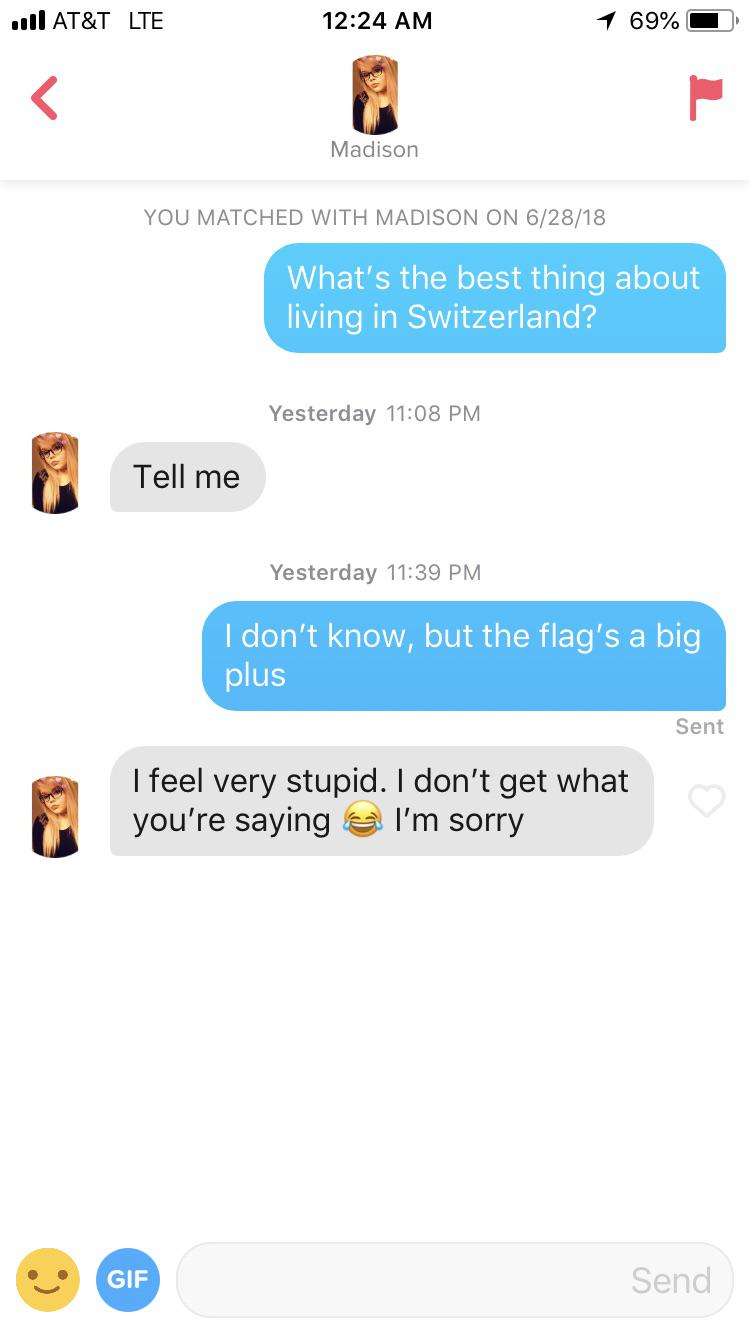 AT&T LTE 12:24 AM 69%
Madison
YOU MATCHED WITH MADISON ON 6/28/18
What’s the best thing about
living in Switzerland?
Yesterday 11:08 PM
Tell me
Yesterday 11:39 PM
I don’t know, but the flag’s a big
plus
Sent
I feel very stupid. I don’t get what
you’re saying 😂 I’m sorry
GIF Send